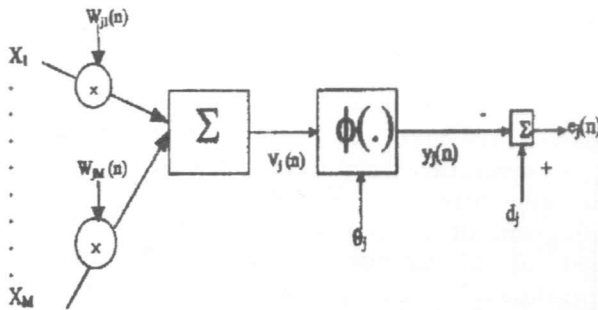 Wj1(n)
X1
x
Σ
ϕ(.)
-
Σ
ej(n)
vj(n)
yj(n)
+
WjM(n)
dj
θj
x
XM